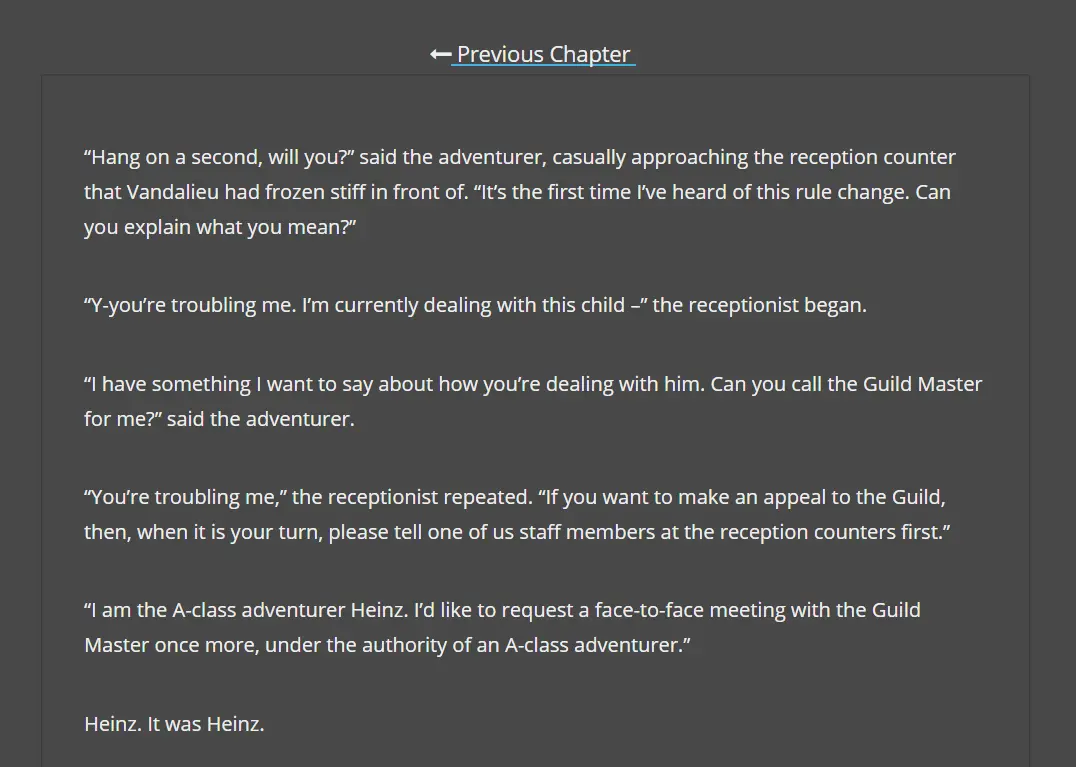 ← Previous Chapter
“Hang on a second, will you?” said the adventurer, casually approaching the reception counter
that Vandalieu had frozen stiff in front of. “It’s the first time I’ve heard of this rule change. Can
you explain what you mean?”
“Y-you’re troubling me. I’m currently dealing with this child –” the receptionist began.
“I have something I want to say about how you’re dealing with him. Can you call the Guild Master
for me?” said the adventurer.
“You’re troubling me,” the receptionist repeated. “If you want to make an appeal to the Guild,
then, when it is your turn, please tell one of us staff members at the reception counters first.”
“I am the A-class adventurer Heinz. I’d like to request a face-to-face meeting with the Guild
Master once more, under the authority of an A-class adventurer.”
Heinz. It was Heinz.